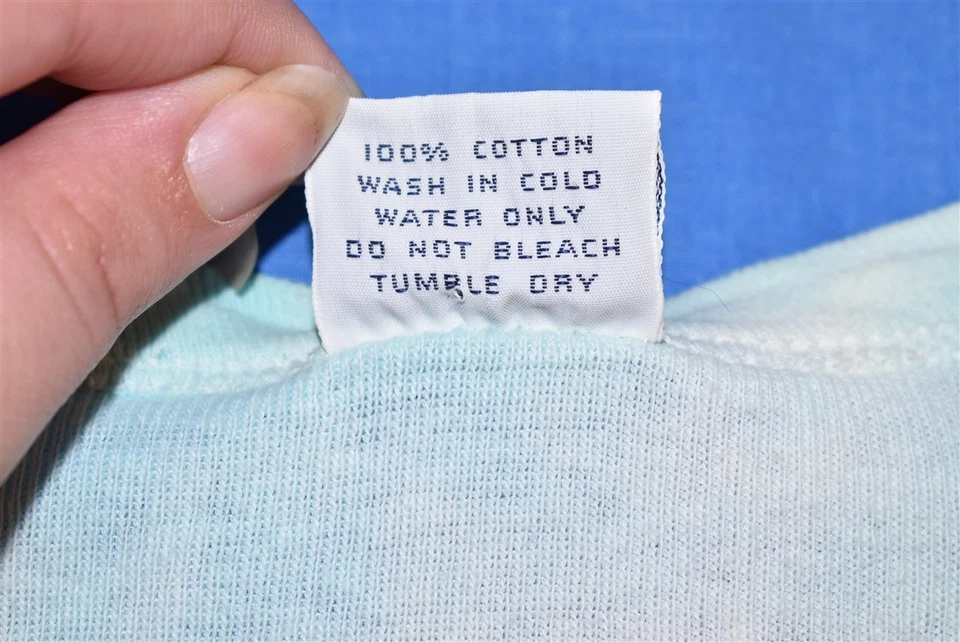 100% COTTON
WASH IN COLD
WATER ONLY
DO NOT BLEACH
TUMBLE DRY